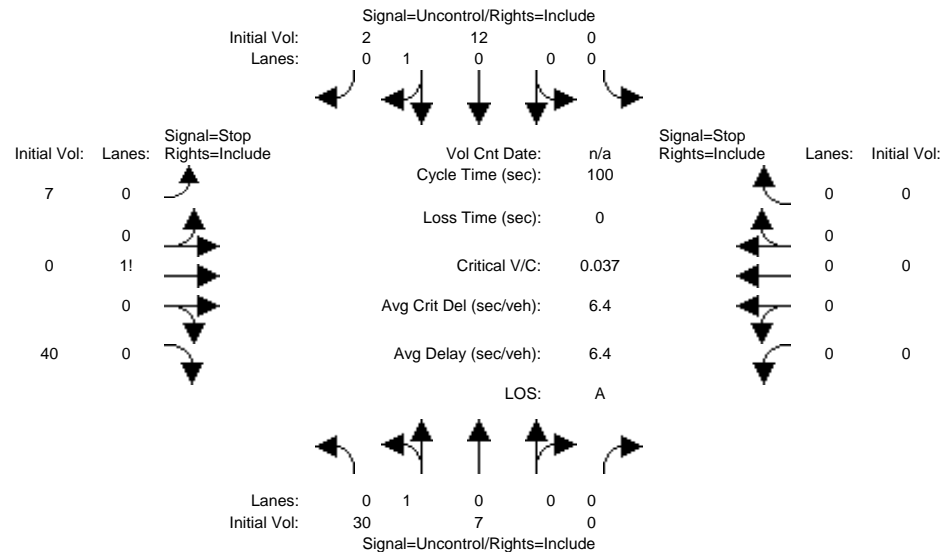 Signal=Uncontrol/Rights=Include
Initial Vol: 2 12 0
Lanes: 0 1 0 0 0
Signal=Stop
Initial Vol: Lanes: Rights=Include
Vol Cnt Date: n/a
Signal=Stop
Rights=Include Lanes: Initial Vol:
Cycle Time (sec): 100
7 0
0 0
Loss Time (sec): 0
0
0
0 1!
Critical V/C: 0.037
0 0
0
Avg Crit Del (sec/veh): 6.4
0
40 0
Avg Delay (sec/veh): 6.4
0 0
LOS: A
Lanes: 0 1 0 0 0
Initial Vol: 30 7 0
Signal=Uncontrol/Rights=Include